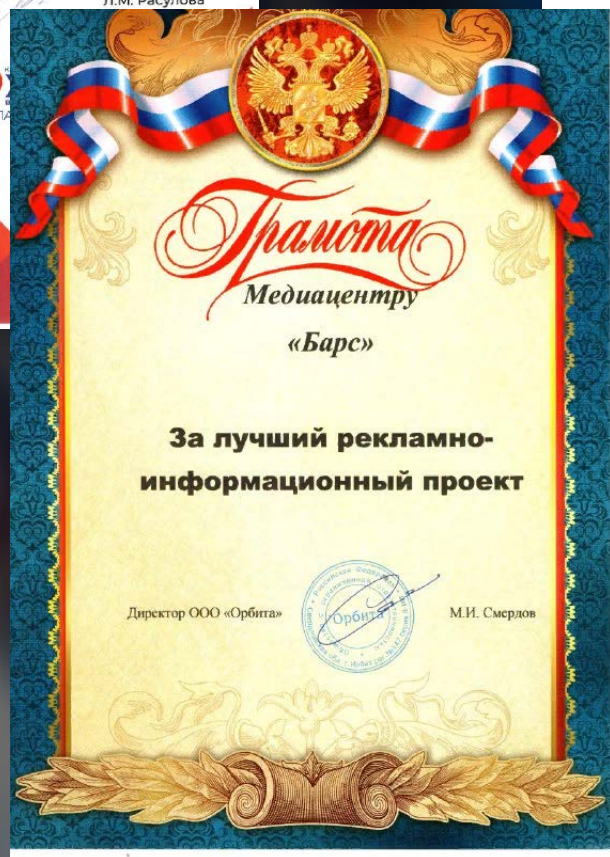 Л.М. Расулова
Грамота
Медиацентру
«Барс»
За лучший рекламно-
информационный проект
Директор ООО «Орбита»
Орбита
М.И. Смердов